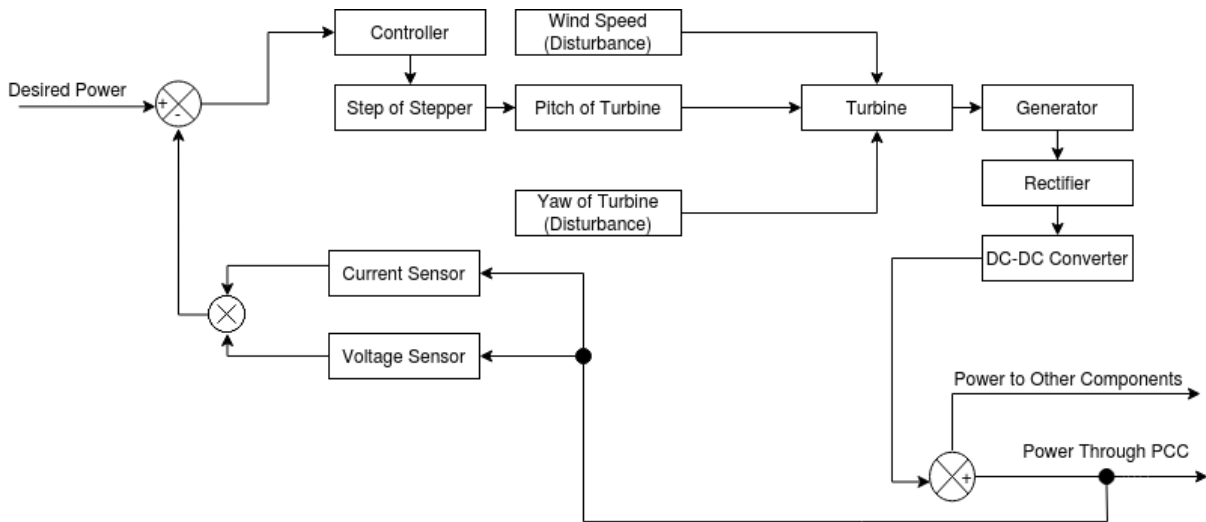 Desired Power
+
-
Controller
Step of Stepper
Wind Speed
(Disturbance)
Pitch of Turbine
Turbine
Generator
Rectifier
DC-DC Converter
Yaw of Turbine
(Disturbance)
Current Sensor
Voltage Sensor
Power to Other Components
Power Through PCC
+